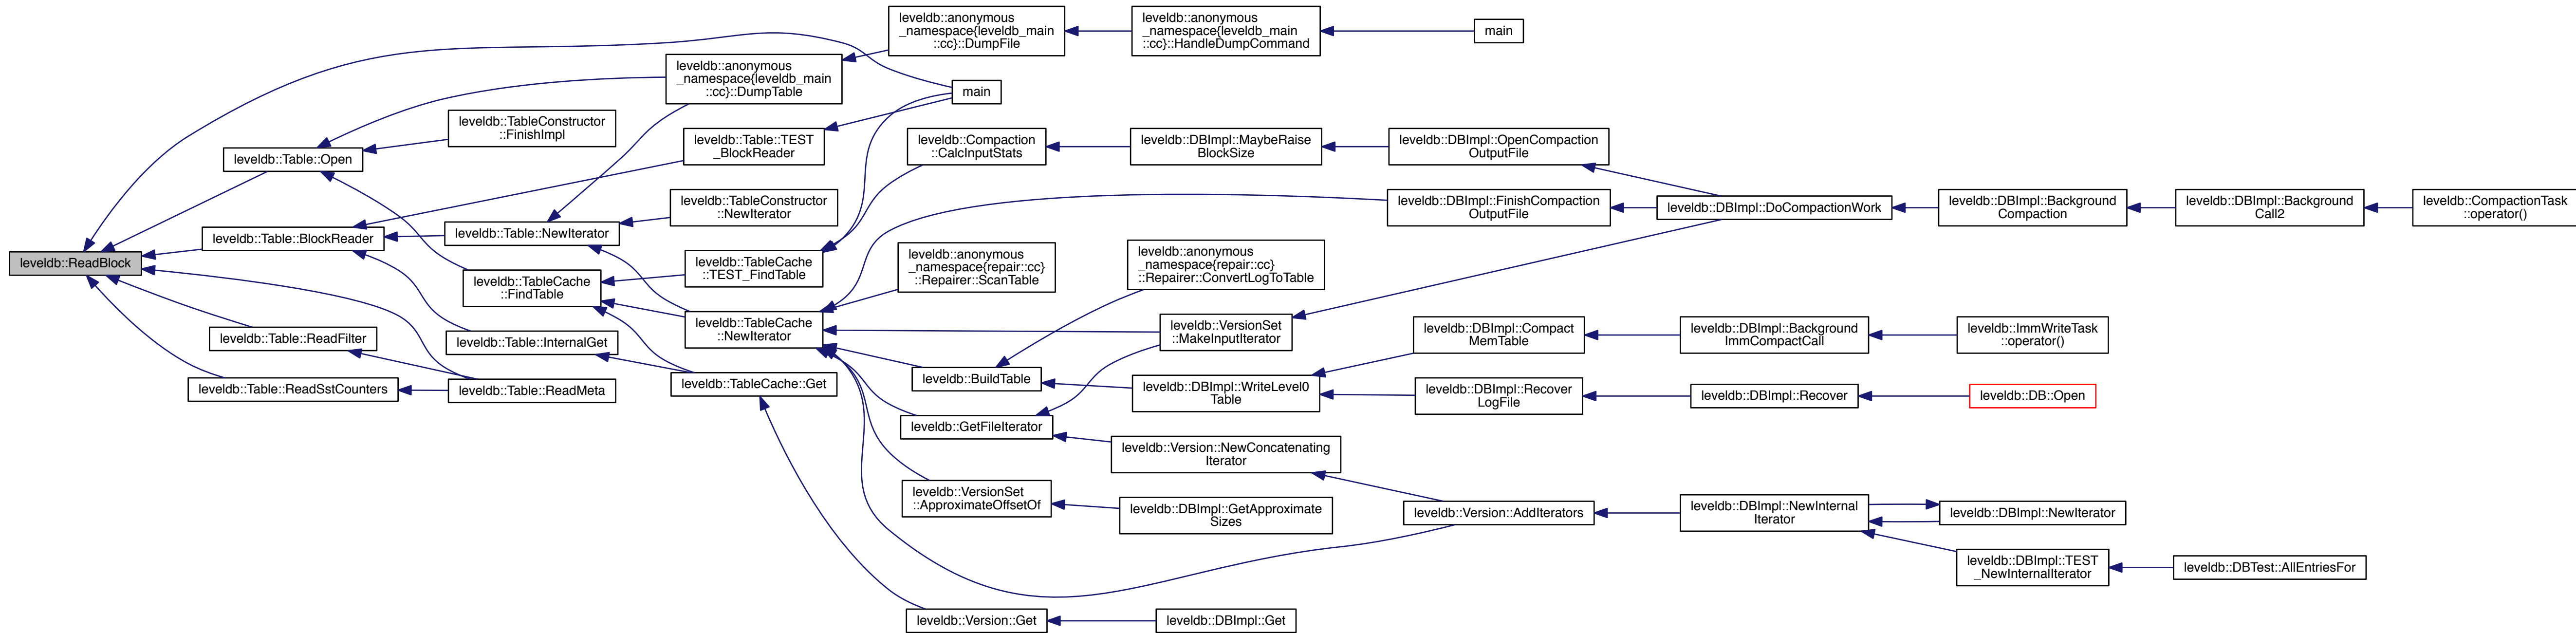 leveldb::ReadBlock
leveldb::Table::Open
leveldb::Table::BlockReader
leveldb::Table::ReadFilter
leveldb::Table::ReadSstCounters
leveldb::TableConstructor
::FinishImpl
leveldb::Table::NewIterator
leveldb::TableCache
::FindTable
leveldb::Table::InternalGet
leveldb::Table::ReadMeta
leveldb::anonymous
_namespace{leveldb_main
::cc}::DumpTable
leveldb::Table::TEST
_BlockReader
leveldb::TableConstructor
::NewIterator
leveldb::TableCache
::TEST_FindTable
leveldb::TableCache
::NewIterator
leveldb::TableCache::Get
leveldb::anonymous
_namespace{leveldb_main
::cc}::DumpFile
main
leveldb::Compaction
::CalcInputStats
leveldb::anonymous
_namespace{repair::cc}
::Repairer::ScanTable
leveldb::BuildTable
leveldb::GetFileIterator
leveldb::VersionSet
::ApproximateOffsetOf
leveldb::Version::Get
leveldb::anonymous
_namespace{leveldb_main
::cc}::HandleDumpCommand
leveldb::DBImpl::MaybeRaise
BlockSize
leveldb::anonymous
_namespace{repair::cc}
::Repairer::ConvertLogToTable
leveldb::VersionSet
::MakeInputIterator
leveldb::DBImpl::WriteLevel0
Table
leveldb::Version::NewConcatenating
Iterator
leveldb::DBImpl::GetApproximate
Sizes
leveldb::DBImpl::Get
main
leveldb::DBImpl::OpenCompaction
OutputFile
leveldb::DBImpl::FinishCompaction
OutputFile
leveldb::DBImpl::Compact
MemTable
leveldb::DBImpl::Recover
LogFile
leveldb::Version::AddIterators
leveldb::DBImpl::DoCompactionWork
leveldb::DBImpl::Background
ImmCompactCall
leveldb::DBImpl::Recover
leveldb::DBImpl::NewInternal
Iterator
leveldb::DBImpl::Background
Compaction
leveldb::ImmWriteTask
::operator()
leveldb::DB::Open
leveldb::DBImpl::NewIterator
leveldb::DBImpl::TEST
_NewInternalIterator
leveldb::DBImpl::Background
Call2
leveldb::DBTest::AllEntriesFor
leveldb::CompactionTask
::operator()